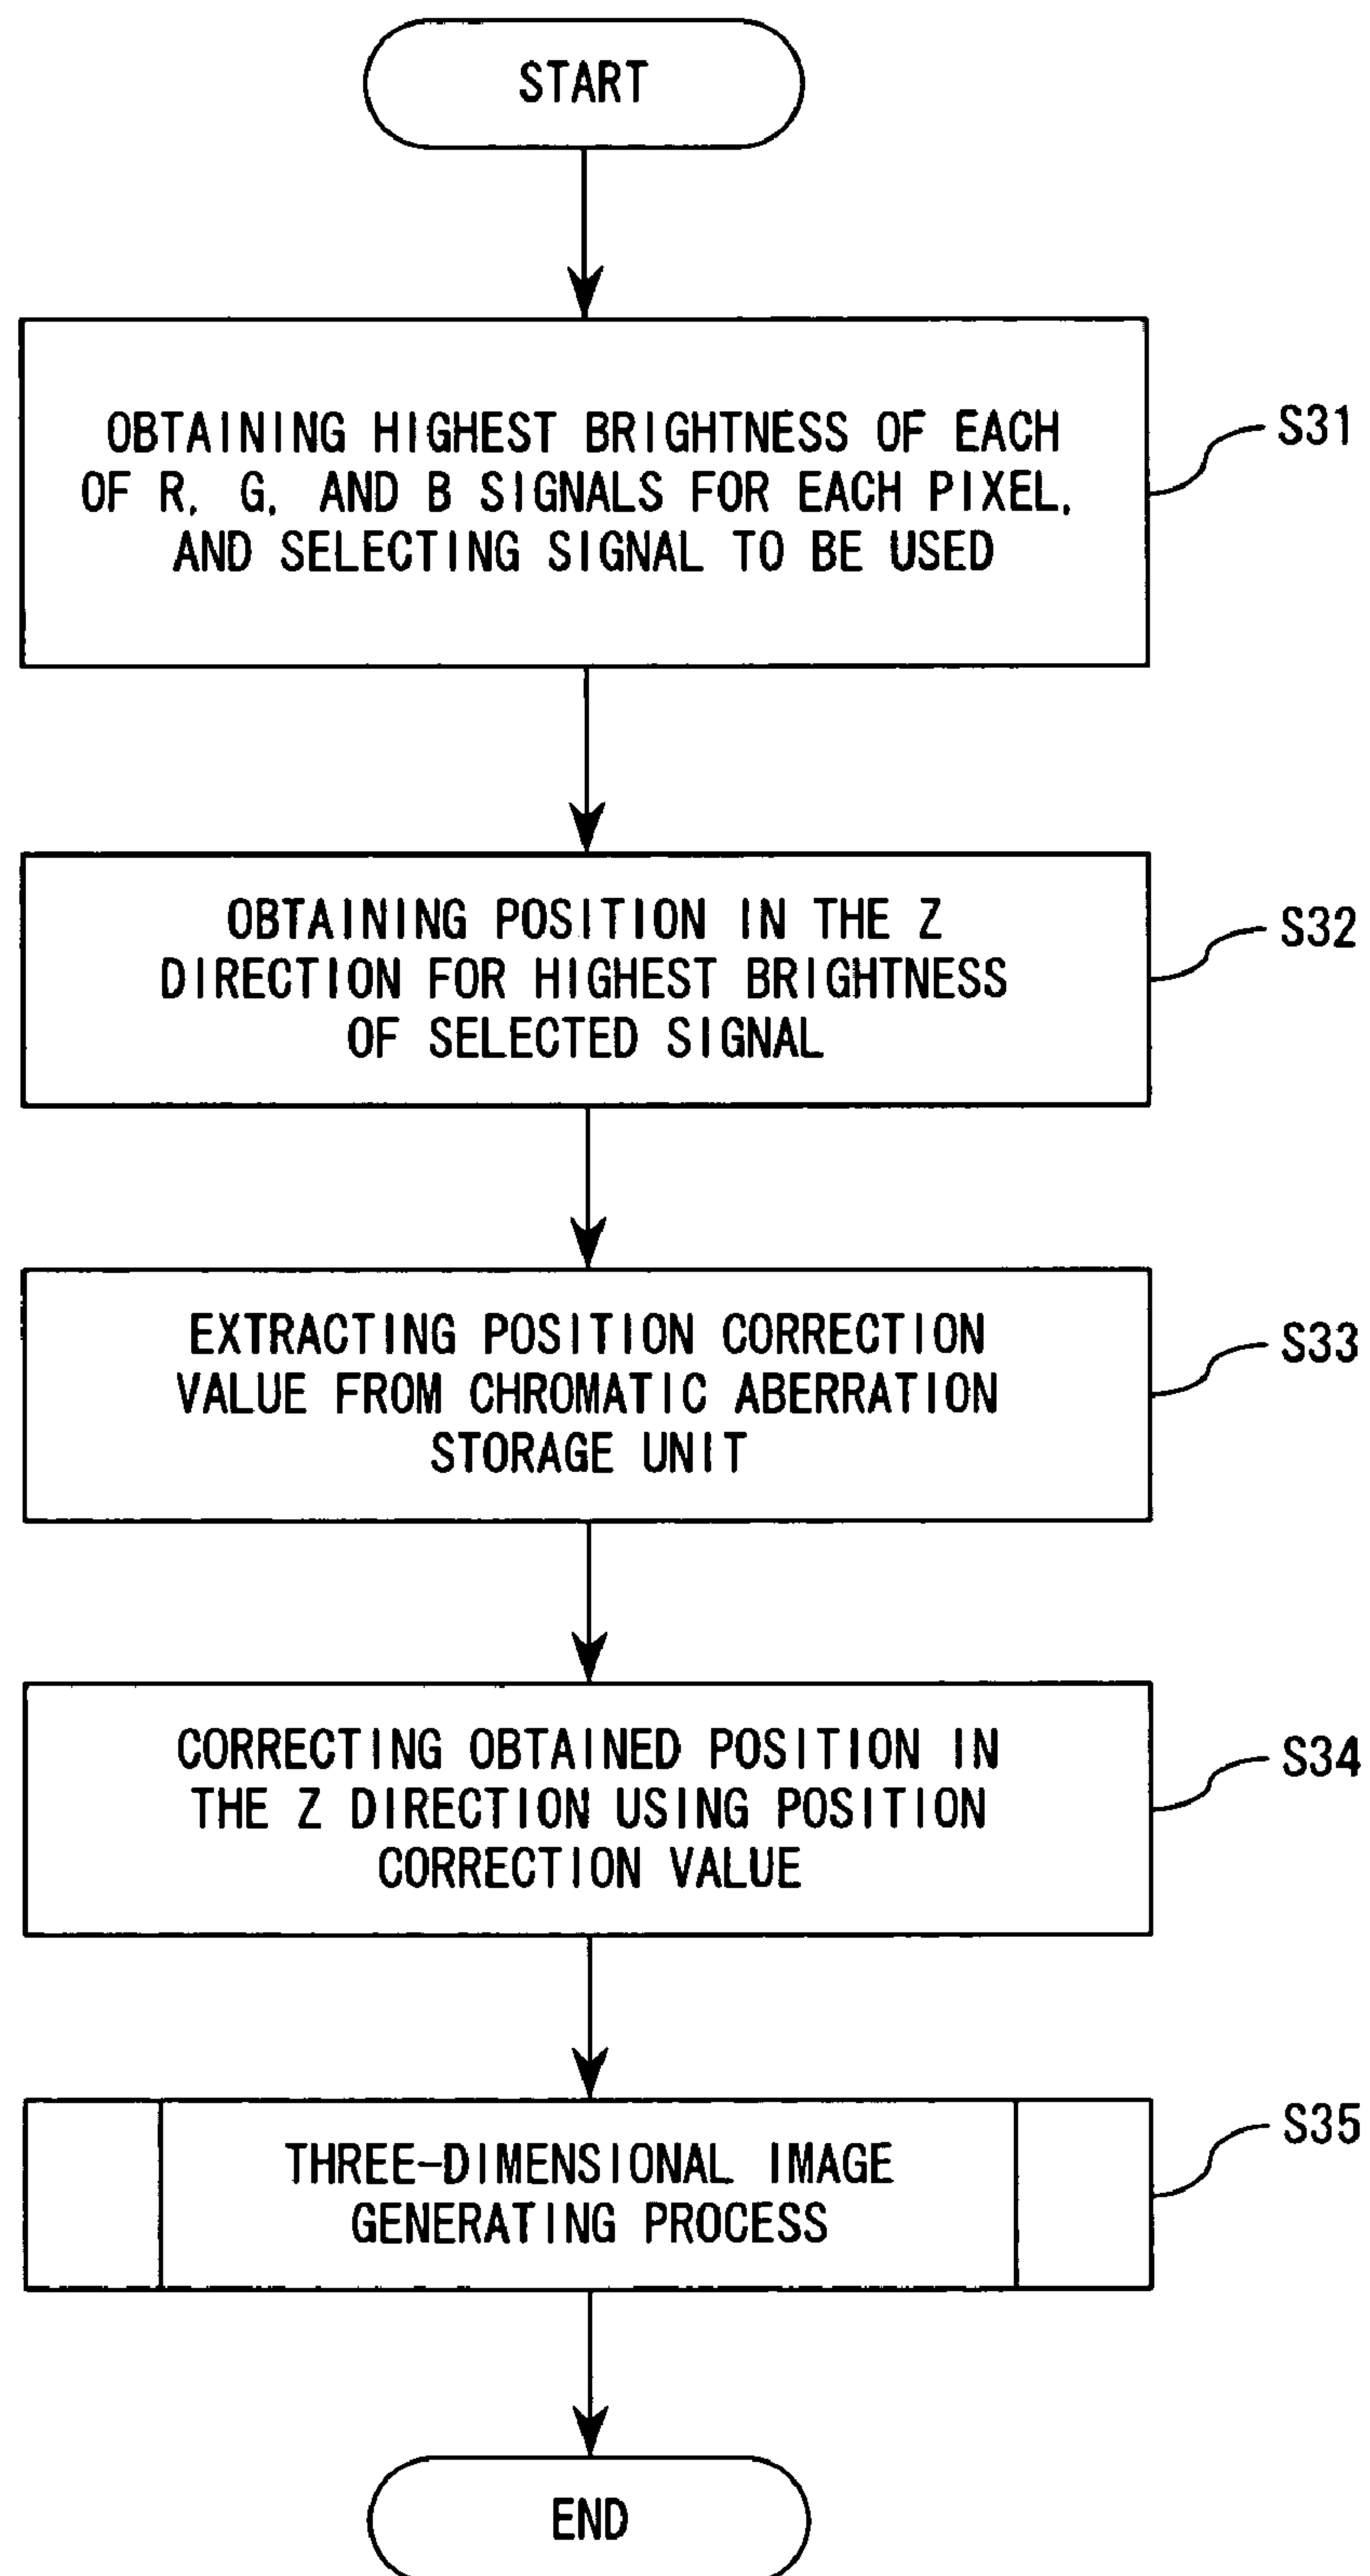 START
OBTAINING HIGHEST BRIGHTNESS OF EACH
OF R, G, AND B SIGNALS FOR EACH PIXEL,
AND SELECTING SIGNAL TO BE USED
S31
OBTAINING POSITION IN THE Z
DIRECTION FOR HIGHEST BRIGHTNESS
OF SELECTED SIGNAL
S32
EXTRACTING POSITION CORRECTION
VALUE FROM CHROMATIC ABERRATION
STORAGE UNIT
S33
CORRECTING OBTAINED POSITION IN
THE Z DIRECTION USING POSITION
CORRECTION VALUE
S34
THREE-DIMENSIONAL IMAGE
GENERATING PROCESS
S35
END